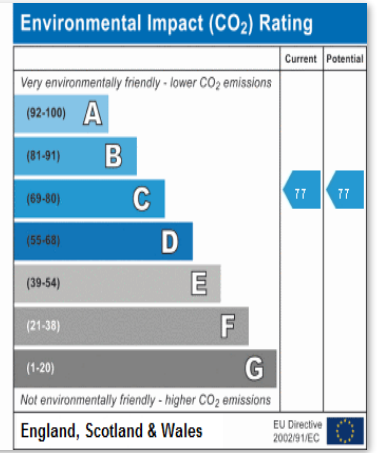 Environmental Impact (CO₂) Rating
Current Potential
Very environmentally friendly - lower CO₂ emissions
(92-100) A
(81-91) B
(69-80) C 77 77
(55-68) D
(39-54) E
(21-38) F
(1-20) G
Not environmentally friendly - higher CO₂ emissions
England, Scotland & Wales
EU Directive
2002/91/EC